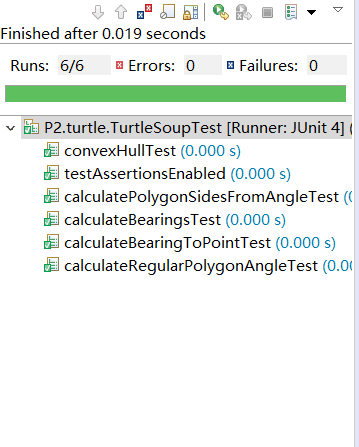 Finished after 0.019 seconds
Runs: 6/6 Errors: 0 Failures: 0
P2.turtle.TurtleSoupTest [Runner: JUnit 4] (
convexHullTest (0.000 s)
testAssertionsEnabled (0.000 s)
calculatePolygonSidesFromAngleTest (0
calculateBearingsTest (0.000 s)
calculateBearingToPointTest (0.000 s)
calculateRegularPolygonAngleTest (0.00